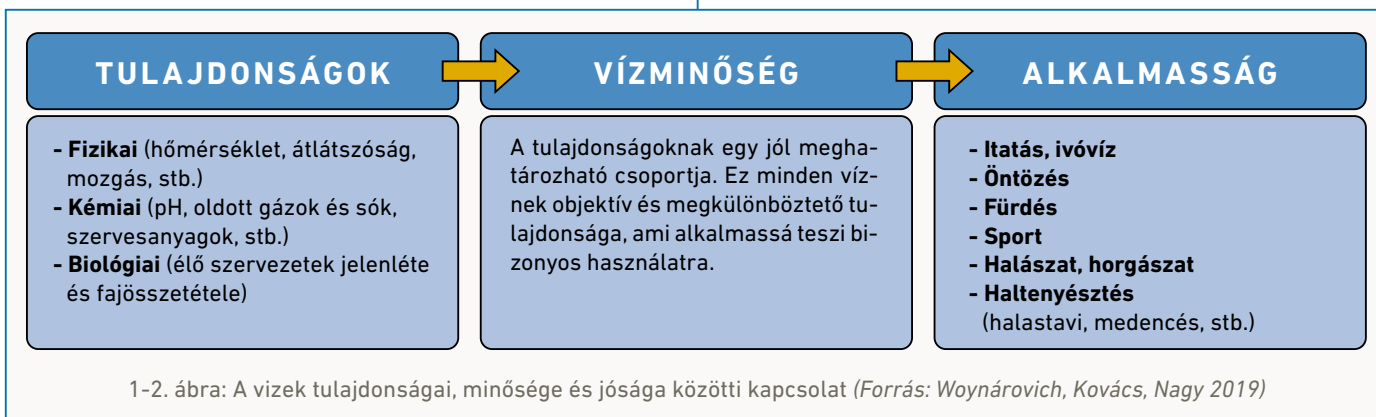 TULAJDONSÁGOK
- Fizikai (hőmérséklet, átlátszóság,
mozgás, stb.)
- Kémiai (pH, oldott gázok és sók,
szervesanyagok, stb.)
- Biológiai (élő szervezetek jelenléte
és fajösszetétele)
VÍZMINŐSÉG
A tulajdonságoknak egy jól megha-
tározható csoportja. Ez minden víz-
nek objektív és megkülönböztető tu-
lajdonsága, ami alkalmassá teszi bi-
zonyos használatra.
ALKALMASSÁG
- Itatás, ivóvíz
- Öntözés
- Fürdés
- Sport
- Halászat, horgászat
- Haltenyésztés
(halastavi, medencés, stb.)
1-2. ábra: A vizek tulajdonságai, minősége és jósága közötti kapcsolat (Forrás: Woynárovich, Kovács, Nagy 2019)